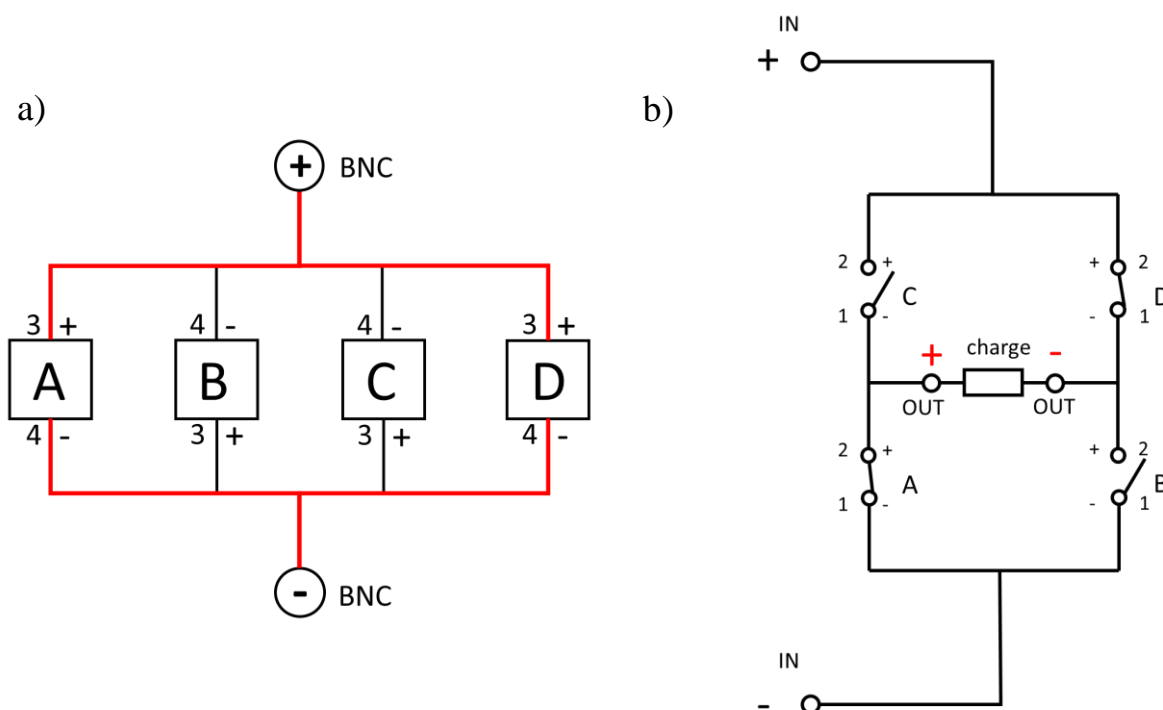 a)
+ BNC
3 + 4 - 4 - 3 +
A B C D
4 - 3 + 3 + 4 -
- BNC
b)
IN
+
2 + + 2
C D
1 - - 1
+ charge -
OUT OUT
2 + + 2
A B
1 - - 1
IN
-